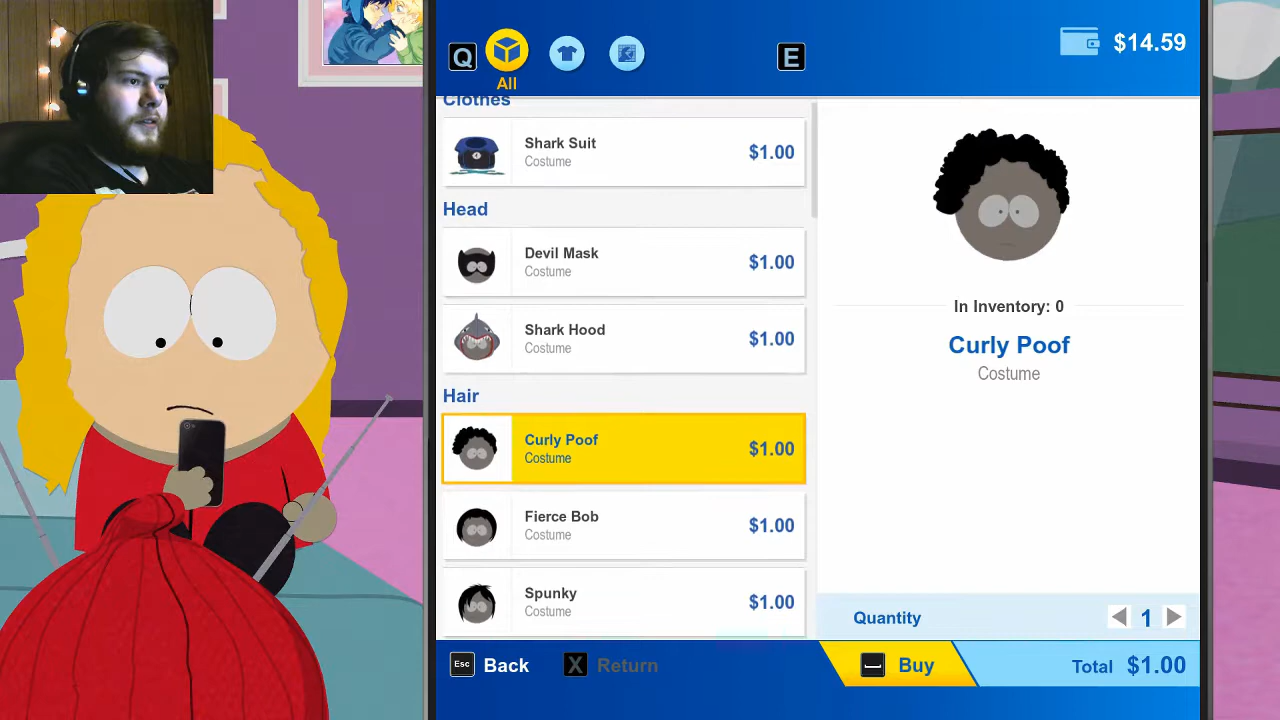 Q
E
All
$14.59
Clothes
Shark Suit
Costume
$1.00
Head
Devil Mask
Costume
$1.00
Shark Hood
Costume
$1.00
Hair
Curly Poof
Costume
$1.00
Fierce Bob
Costume
$1.00
Spunky
Costume
$1.00
In Inventory: 0
Curly Poof
Costume
Quantity
1
Esc Back
X Return
Buy
Total $1.00